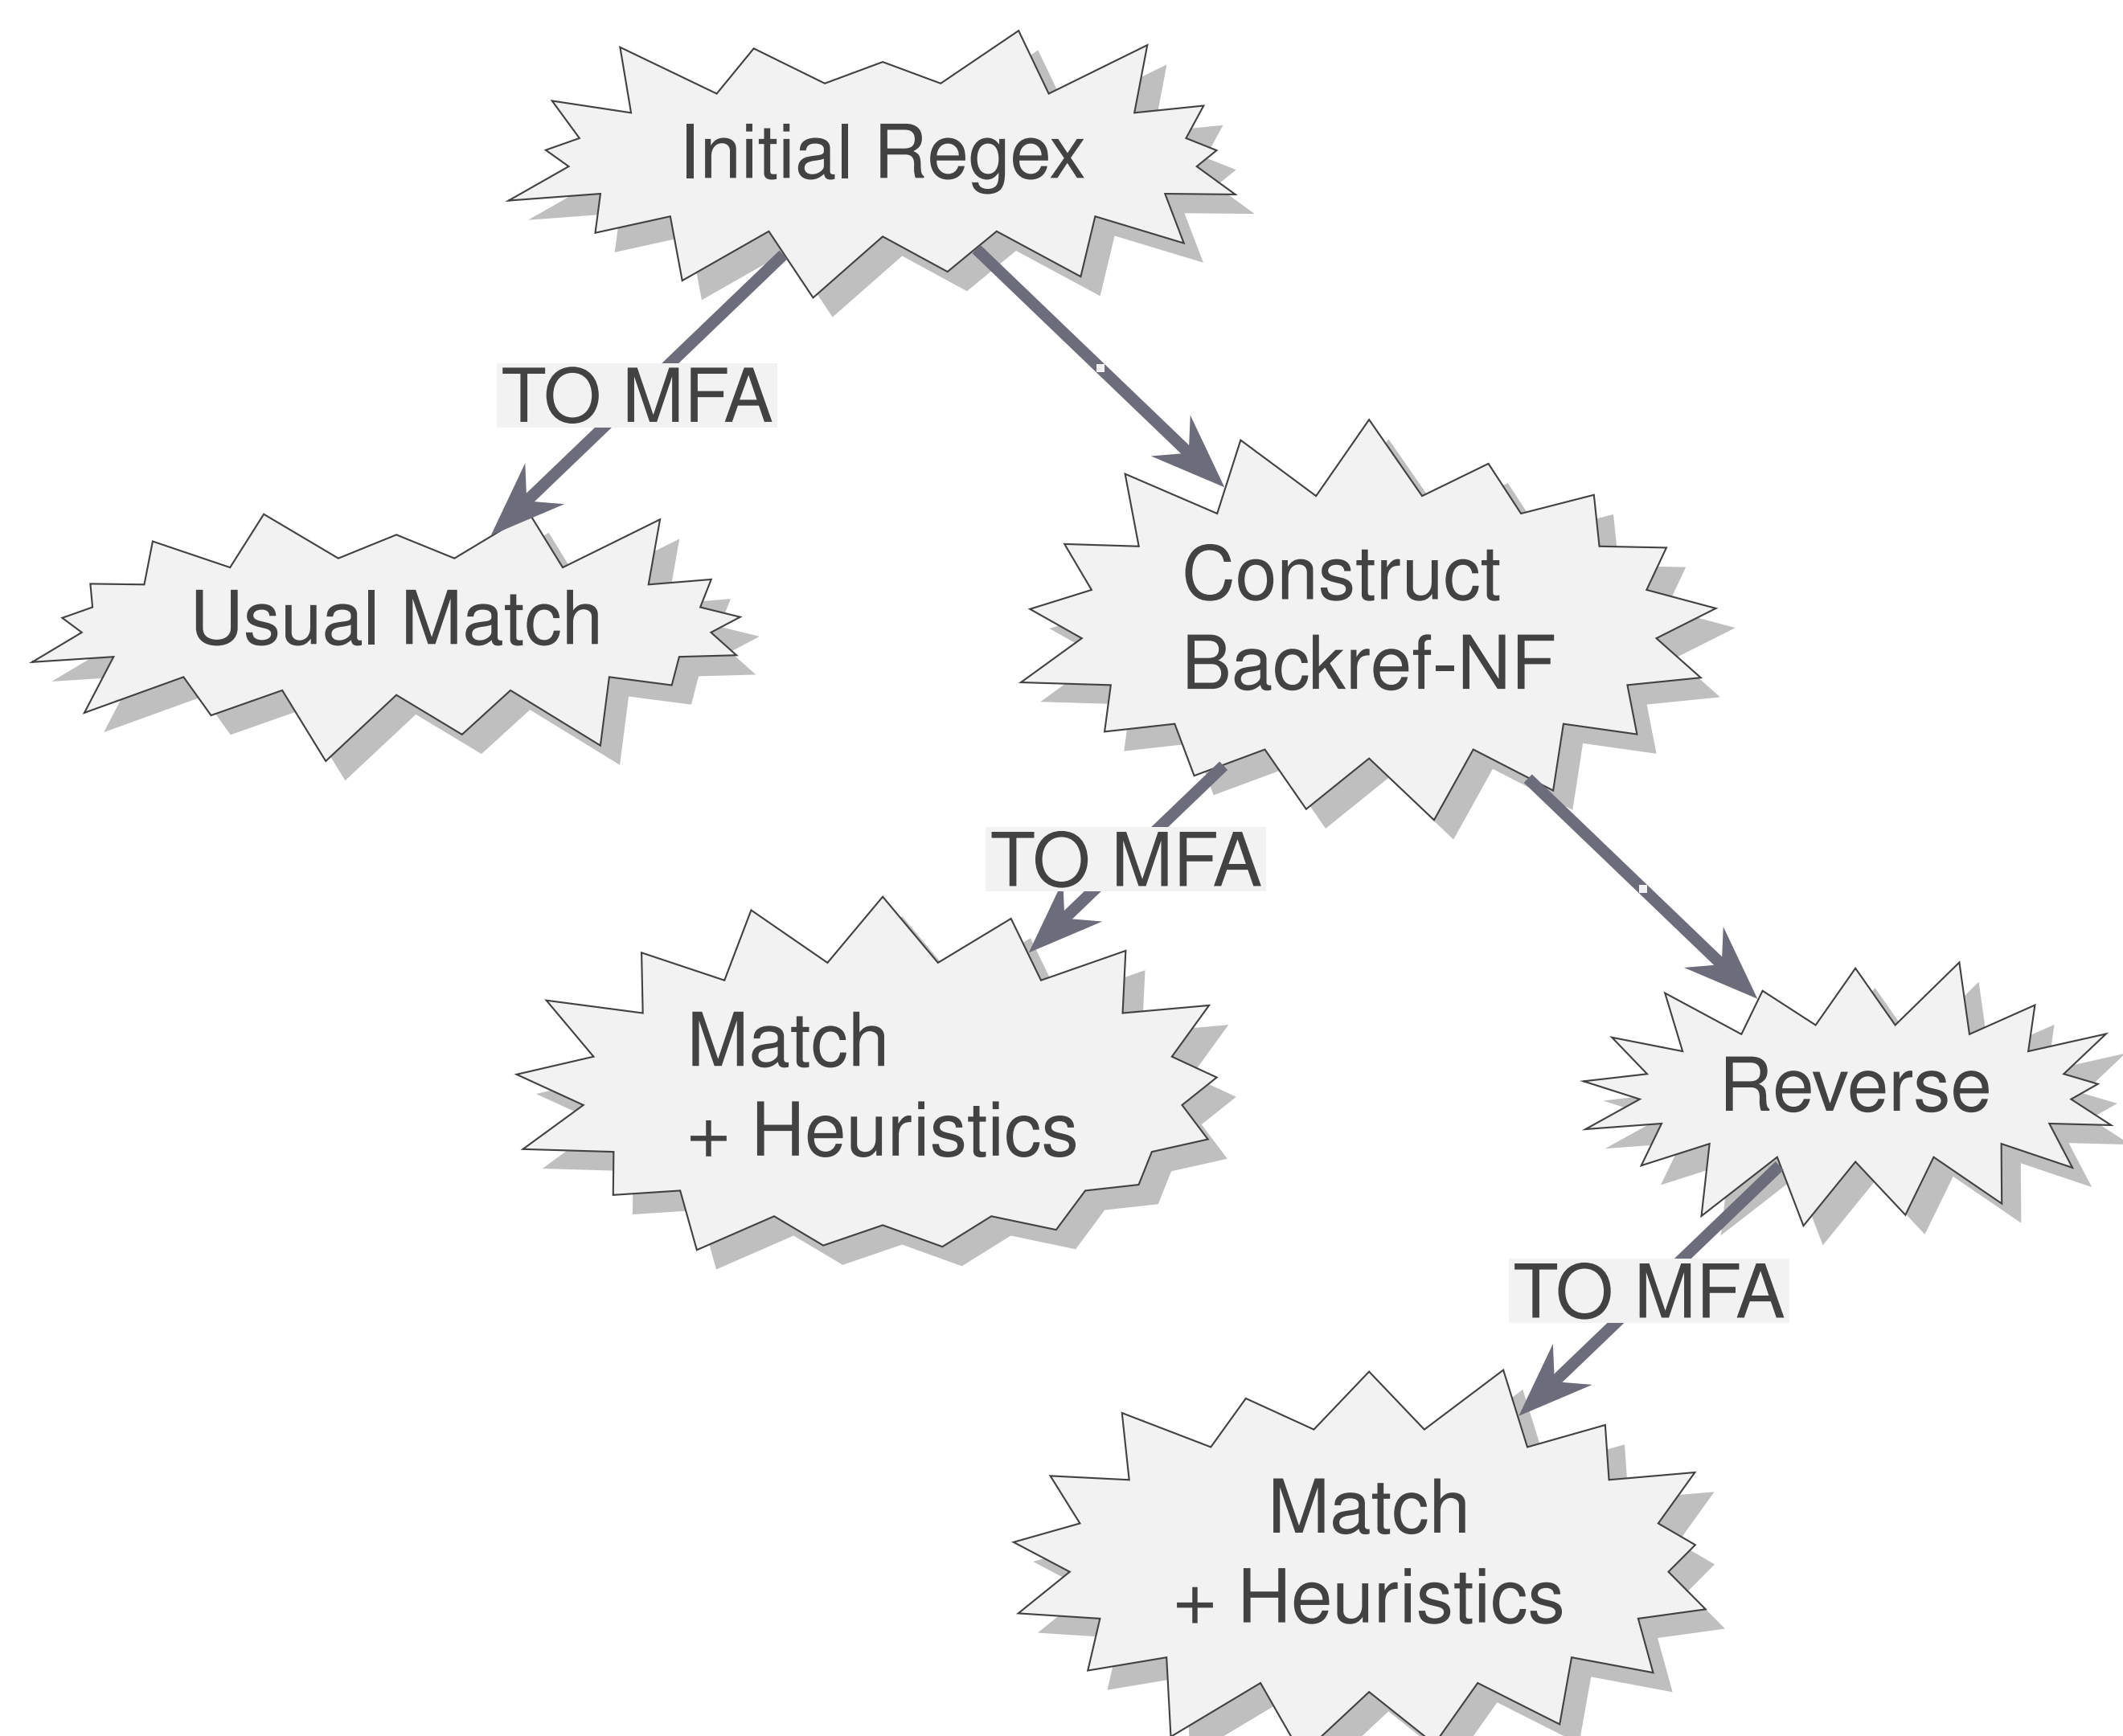 Initial Regex
TO MFA
Usual Match
Construct
Backref-NF
TO MFA
Match
+ Heuristics
Reverse
TO MFA
Match
+ Heuristics